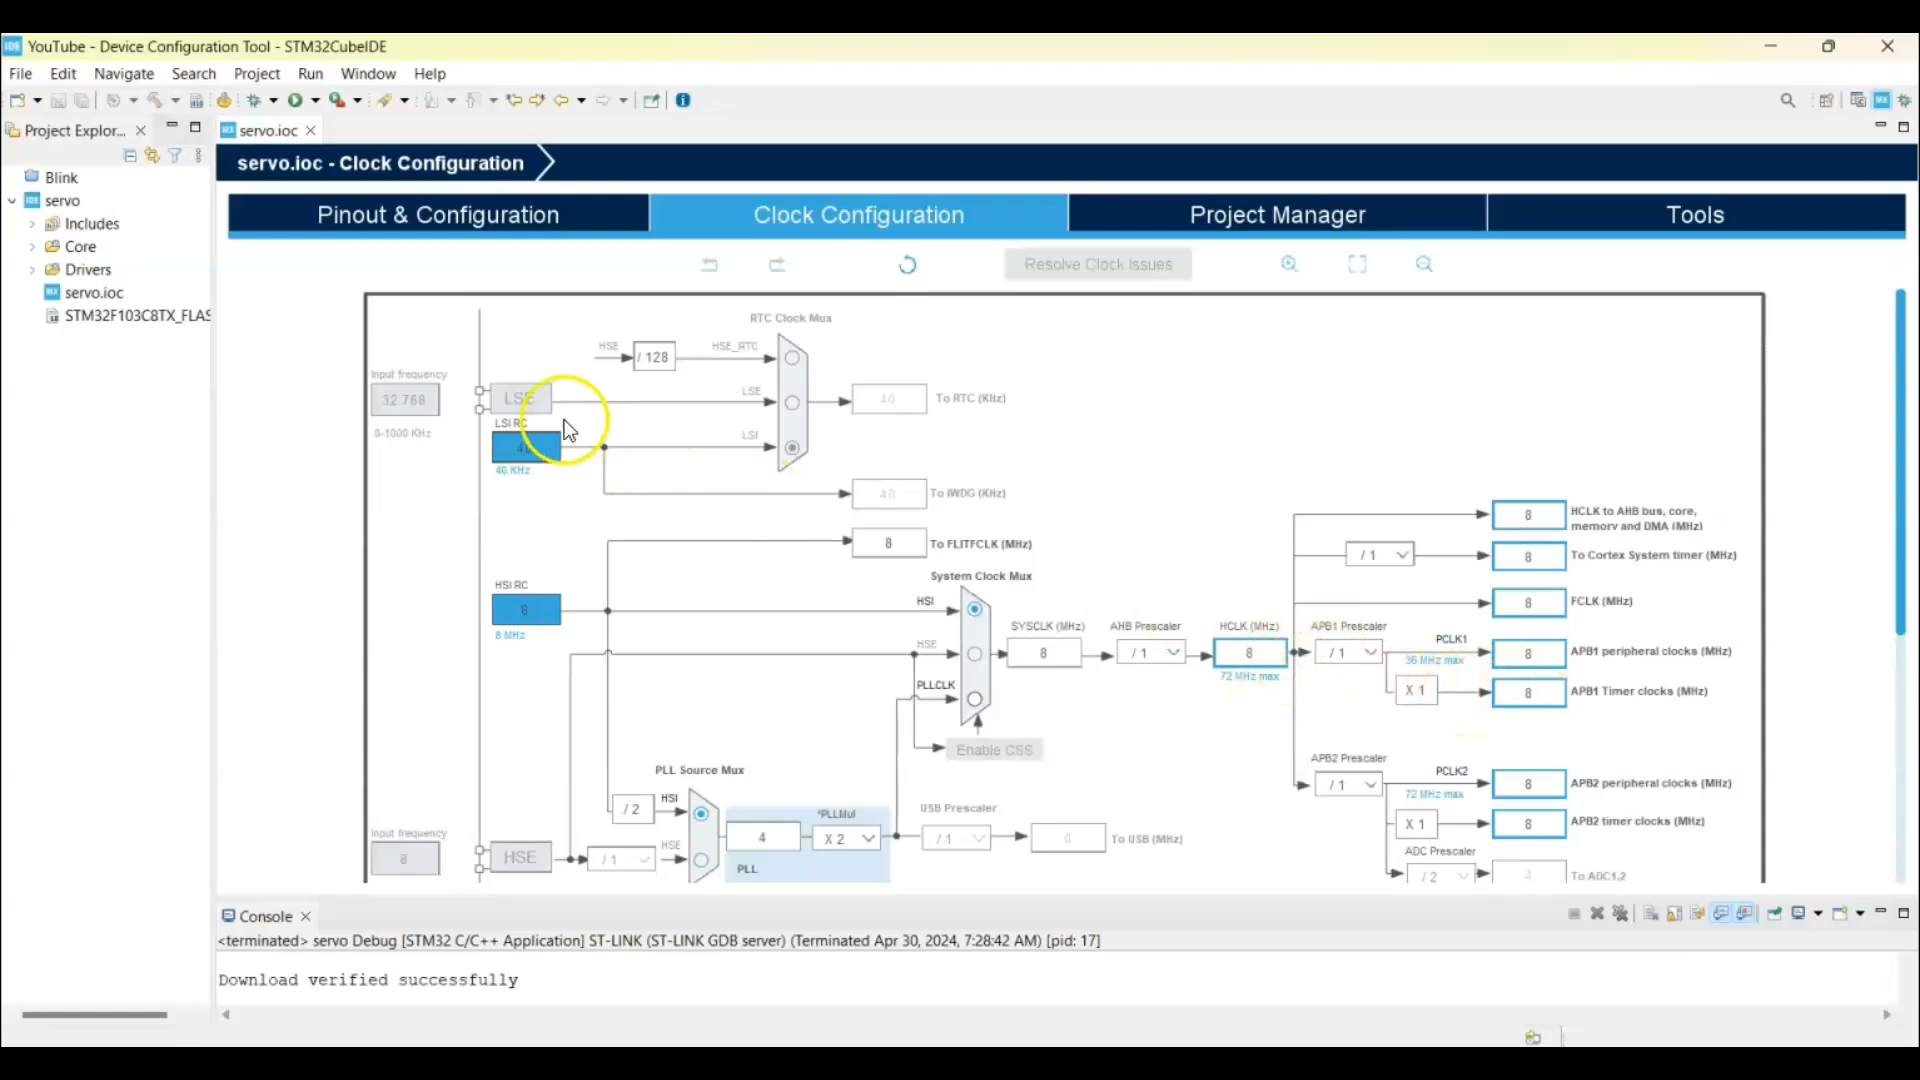 YouTube - Device Configuration Tool - STM32CubeIDE
File Edit Navigate Search Project Run Window Help
Project Explor...
servo.ioc
Blink
servo
Includes
Core
Drivers
servo.ioc
STM32F103C8TX_FLAS
servo.ioc - Clock Configuration
Pinout & Configuration
Clock Configuration
Project Manager
Tools
Resolve Clock Issues
RTC Clock Mux
HSE
/ 128
HSE_RTC
Input frequency
32.768
0-1000 KHz
LSE
LSE
40
To RTC (KHz)
LSI RC
40
40 KHz
LSI
40
To IWDG (KHz)
8
To FLITFCLK (MHz)
HSI RC
8
8 MHz
System Clock Mux
HSI
HSE
PLLCLK
SYSCLK (MHz)
8
AHB Prescaler
/ 1
HCLK (MHz)
8
72 MHz max
8
HCLK to AHB bus, core,
memory and DMA (MHz)
/ 1
8
To Cortex System timer (MHz)
8
FCLK (MHz)
APB1 Prescaler
/ 1
PCLK1
36 MHz max
8
APB1 peripheral clocks (MHz)
X 1
8
APB1 Timer clocks (MHz)
Enable CSS
APB2 Prescaler
/ 1
PCLK2
72 MHz max
8
APB2 peripheral clocks (MHz)
X 1
8
APB2 timer clocks (MHz)
ADC Prescaler
/ 2
4
To ADC1,2
PLL Source Mux
/ 2
HSI
Input frequency
8
HSE
/ 1
HSE
4
*PLLMul
X 2
PLL
USB Prescaler
/ 1
0
To USB (MHz)
Console
<terminated> servo Debug [STM32 C/C++ Application] ST-LINK (ST-LINK GDB server) (Terminated Apr 30, 2024, 7:28:42 AM) [pid: 17]
Download verified successfully